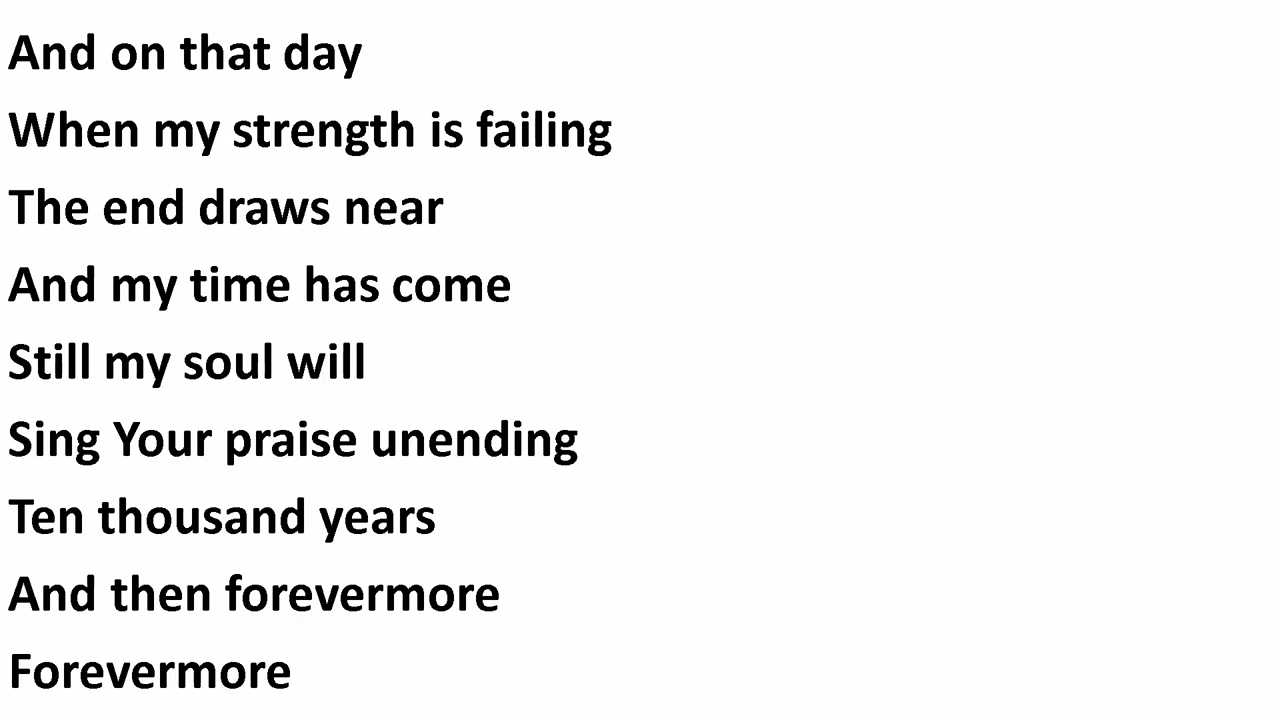 And on that day
When my strength is failing
The end draws near
And my time has come
Still my soul will
Sing Your praise unending
Ten thousand years
And then forevermore
Forevermore